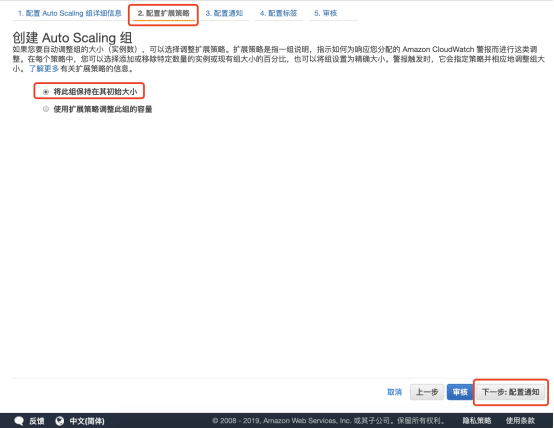 1. 配置 Auto Scaling 组详细信息 2. 配置扩展策略 3. 配置通知 4. 配置标签 5. 审核
创建 Auto Scaling 组
如果您要自动调整组的大小（实例数），可以选择调整扩展策略。扩展策略是指一组说明，指示如何为响应您分配的 Amazon CloudWatch 警报而进行这类调
整。在每个策略中，您可以选择添加或移除特定数量的实例或现有组大小的百分比，也可以将组设置为精确大小。警报触发时，它会指定策略并相应地调整组大
小。了解更多有关扩展策略的信息。
将此组保持在其初始大小
使用扩展策略调整此组的容量
取消 上一步 审核 下一步: 配置通知
反馈 中文(简体) © 2008 - 2019, Amazon Web Services, Inc. 或其子公司。保留所有权利。 隐私策略 使用条款